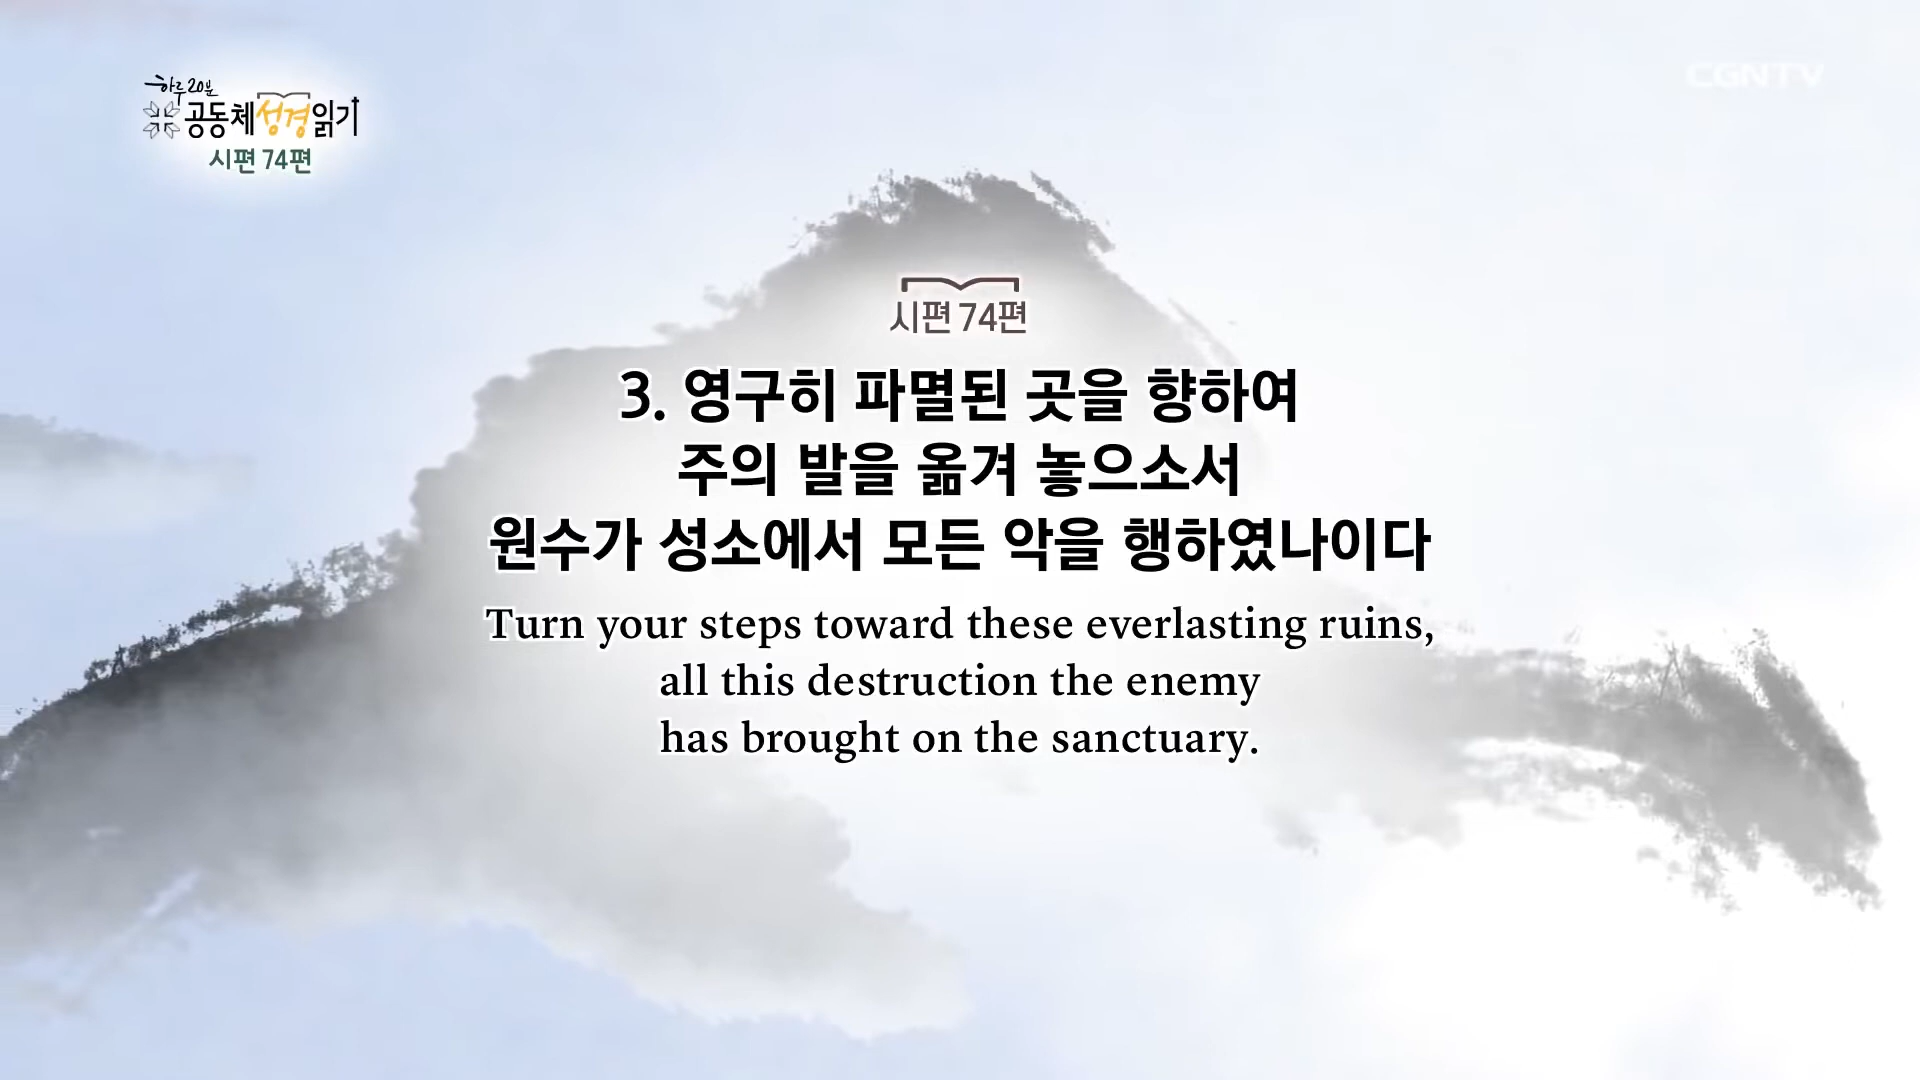 하루 20분
공동체성경읽기
시편 74편
CGNTV
시편 74편
3. 영구히 파멸된 곳을 향하여
주의 발을 옮겨 놓으소서
원수가 성소에서 모든 악을 행하였나이다
Turn your steps toward these everlasting ruins,
all this destruction the enemy
has brought on the sanctuary.